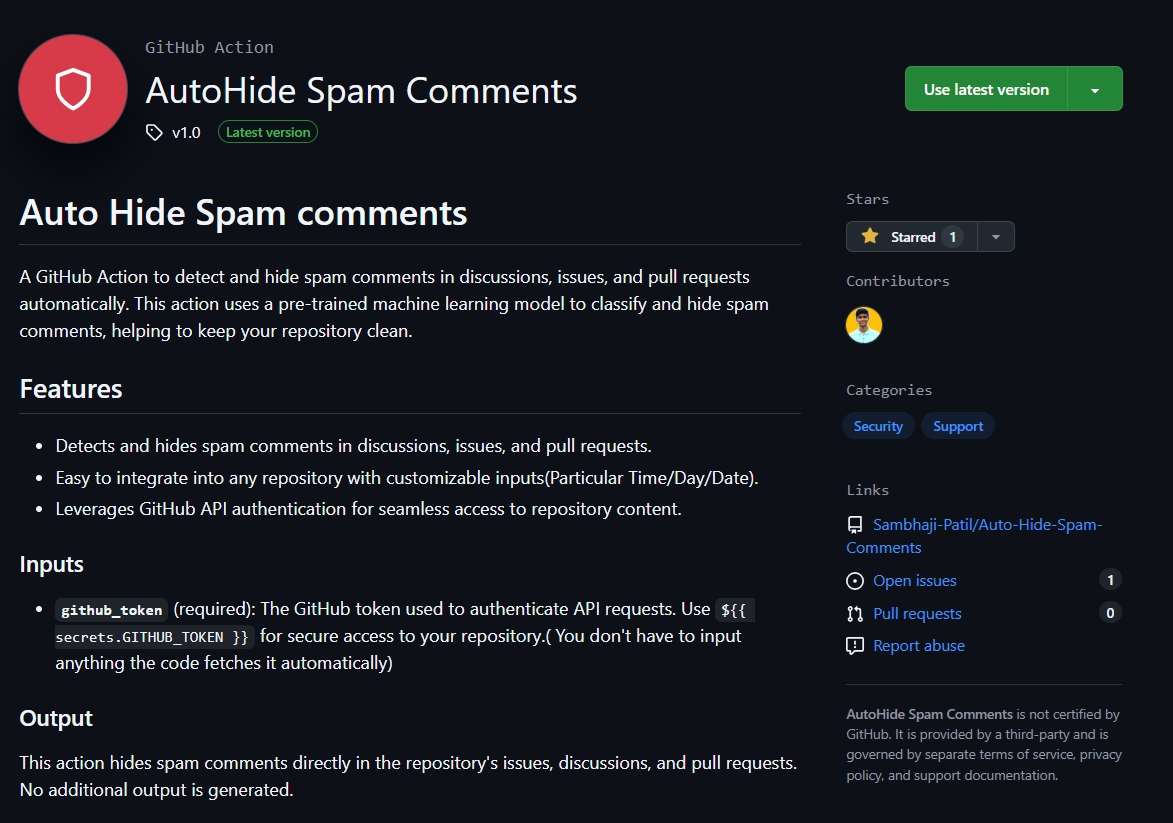 GitHub Action
AutoHide Spam Comments
v1.0 Latest version
Use latest version
Auto Hide Spam comments
A GitHub Action to detect and hide spam comments in discussions, issues, and pull requests
automatically. This action uses a pre-trained machine learning model to classify and hide spam
comments, helping to keep your repository clean.
Features
• Detects and hides spam comments in discussions, issues, and pull requests.
• Easy to integrate into any repository with customizable inputs(Particular Time/Day/Date).
• Leverages GitHub API authentication for seamless access to repository content.
Inputs
• github_token (required): The GitHub token used to authenticate API requests. Use ${{
secrets.GITHUB_TOKEN }} for secure access to your repository.( You don't have to input
anything the code fetches it automatically)
Output
This action hides spam comments directly in the repository's issues, discussions, and pull requests.
No additional output is generated.
Stars
Starred 1
Contributors
Categories
Security Support
Links
Sambhaji-Patil/Auto-Hide-Spam-
Comments
Open issues 1
Pull requests 0
Report abuse
AutoHide Spam Comments is not certified by
GitHub. It is provided by a third-party and is
governed by separate terms of service, privacy
policy, and support documentation.